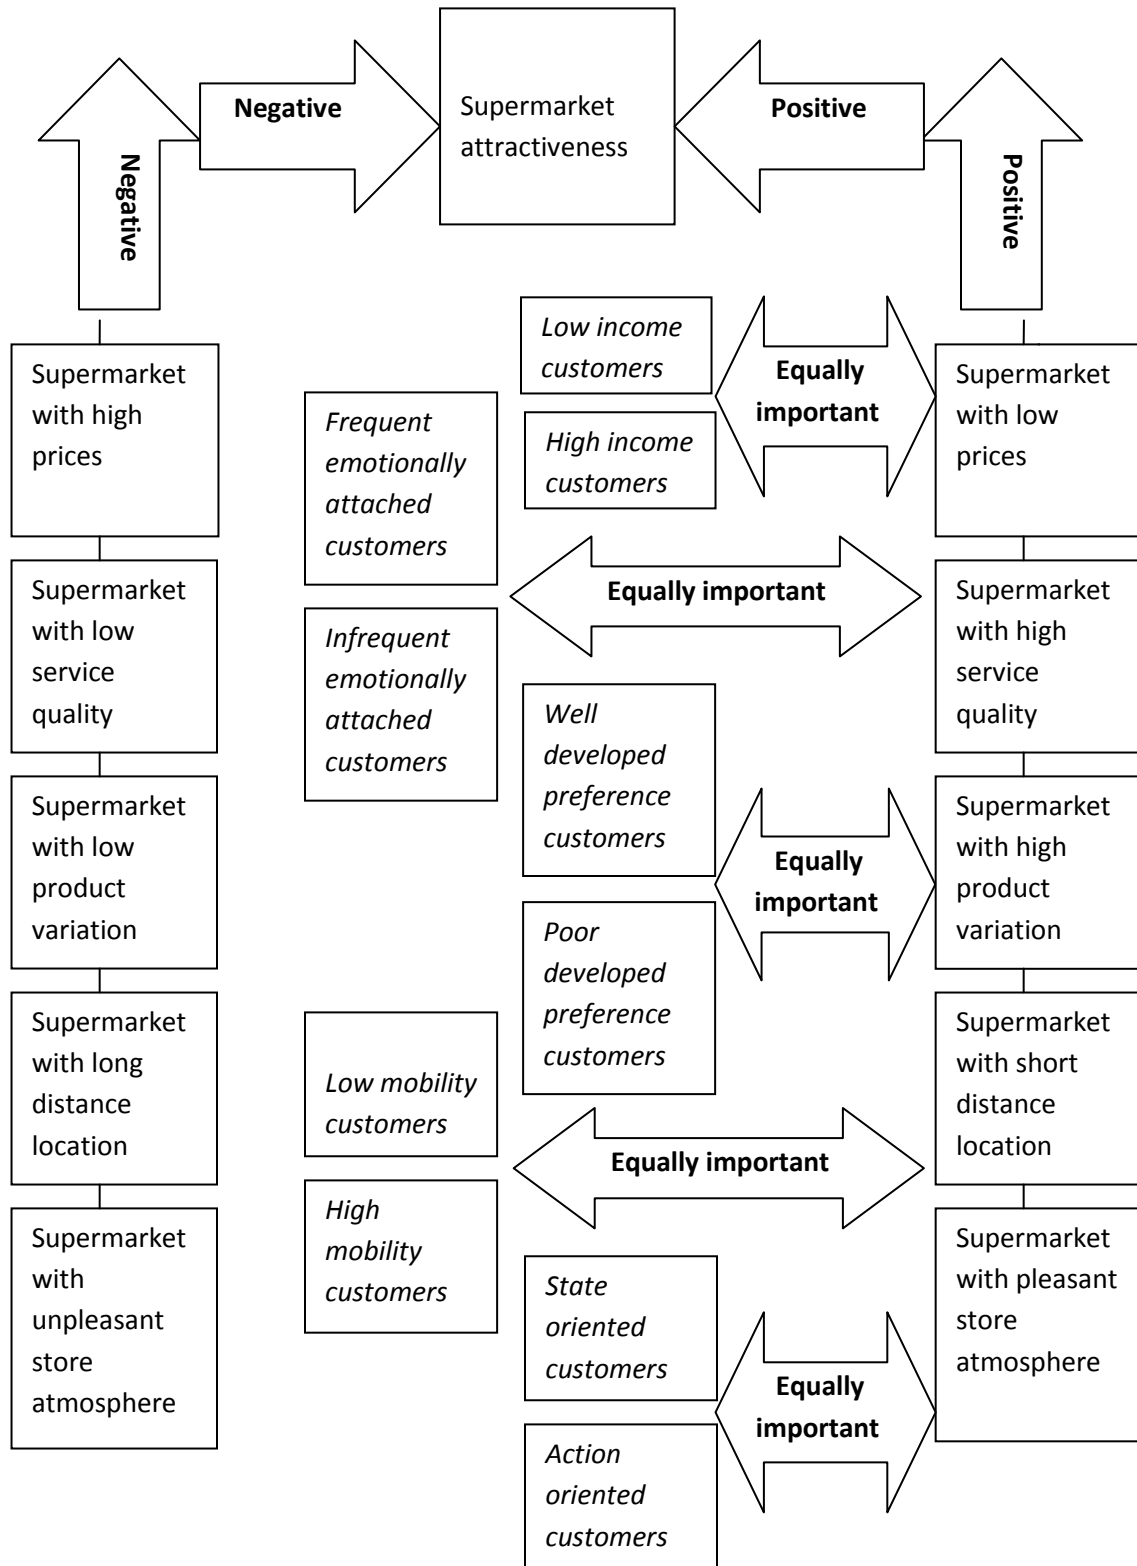 Negative
Supermarket
attractiveness
Positive
Negative
Positive
Supermarket
with high
prices
Supermarket
with low
service
quality
Supermarket
with low
product
variation
Supermarket
with long
distance
location
Supermarket
with
unpleasant
store
atmosphere
Frequent
emotionally
attached
customers
Infrequent
emotionally
attached
customers
Low mobility
customers
High
mobility
customers
Low income
customers
High income
customers
Well
developed
preference
customers
Poor
developed
preference
customers
State
oriented
customers
Action
oriented
customers
Equally
important
Equally important
Equally
important
Equally important
Equally
important
Supermarket
with low
prices
Supermarket
with high
service
quality
Supermarket
with high
product
variation
Supermarket
with short
distance
location
Supermarket
with pleasant
store
atmosphere